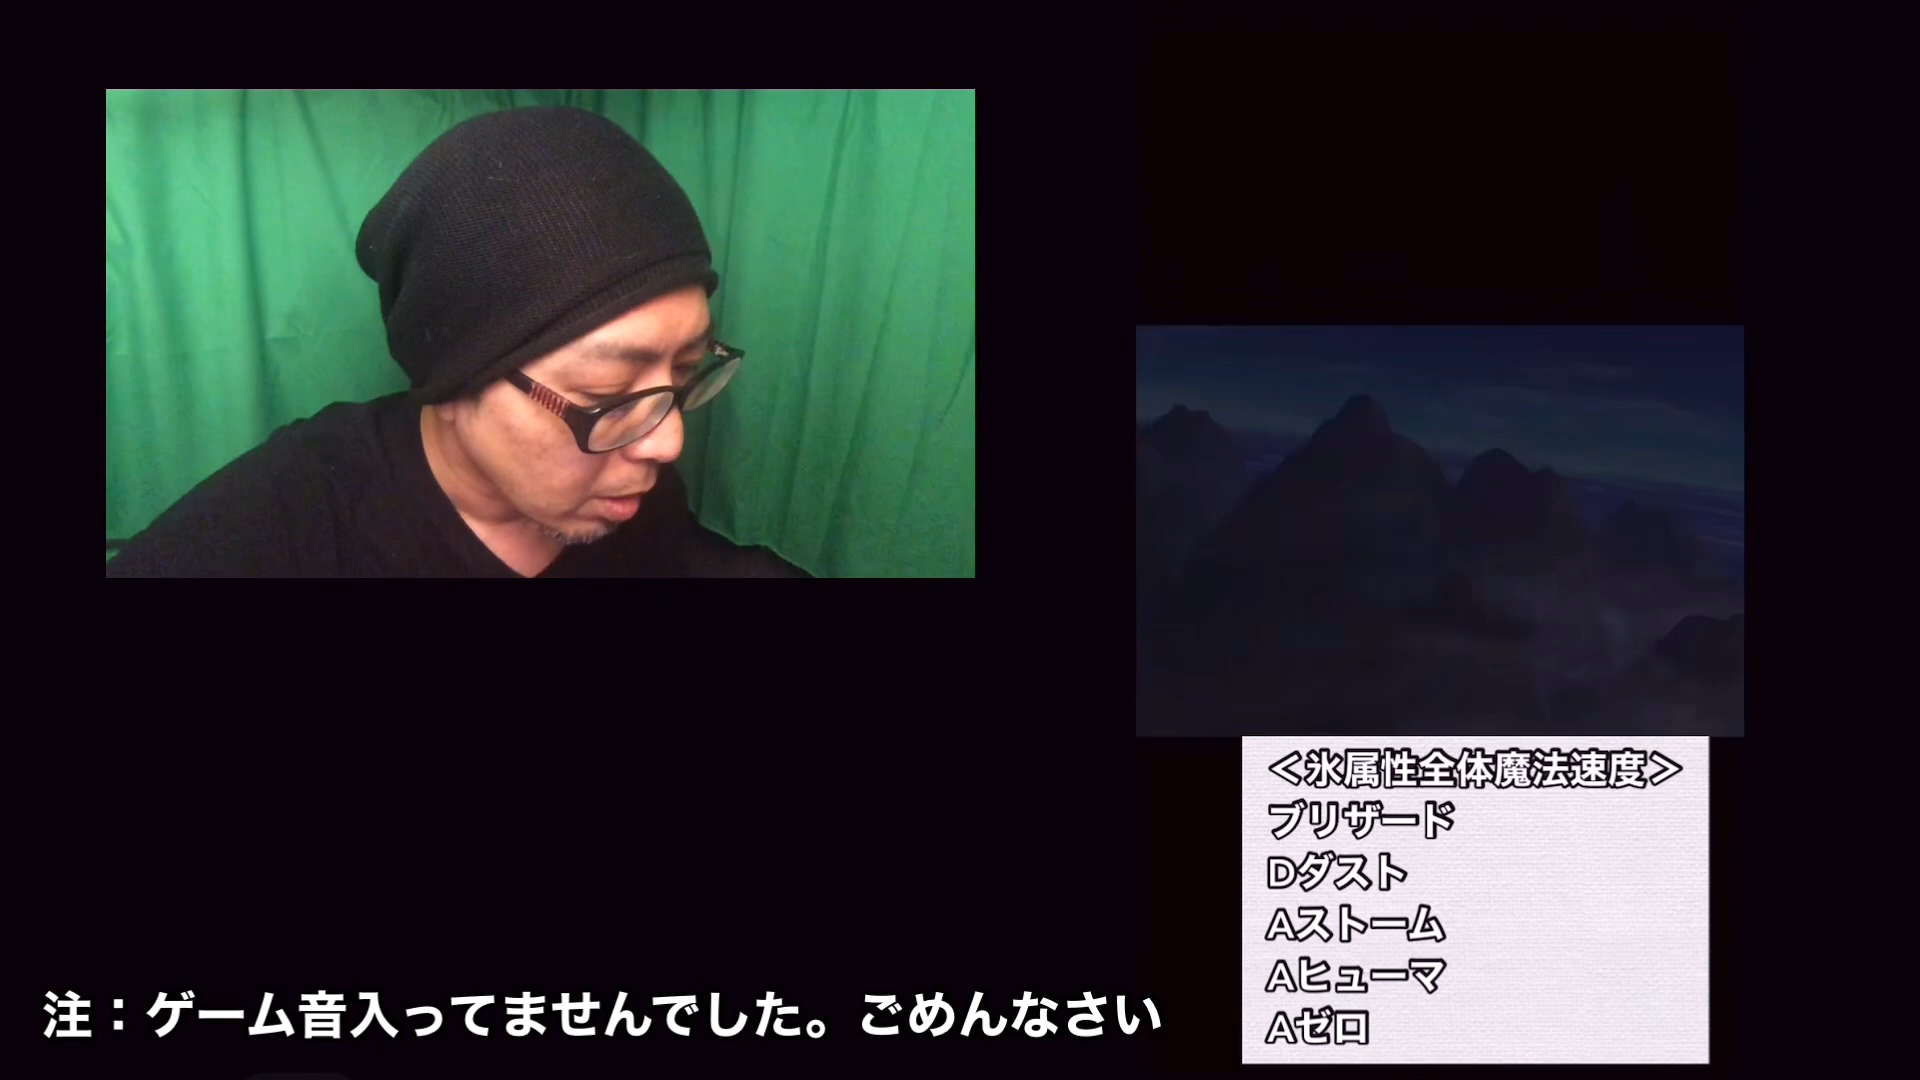 ＜氷属性全体魔法速度＞
ブリザード
Dダスト
Aストーム
Aヒューマ
Aゼロ
注：ゲーム音入ってませんでした。ごめんなさい